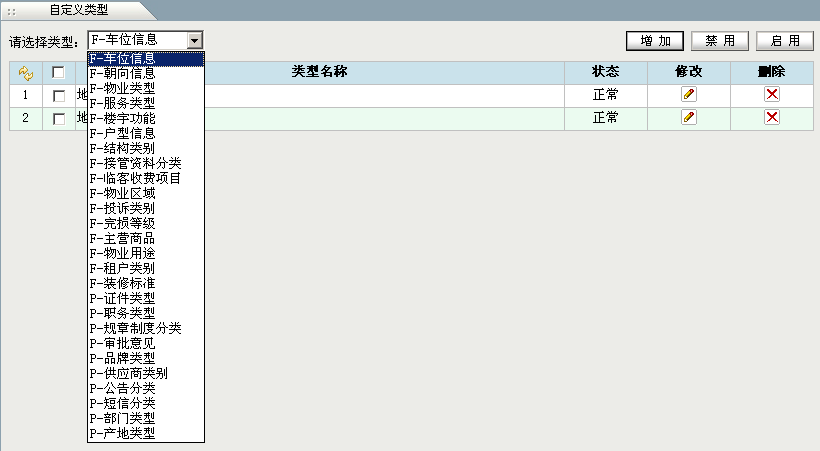 自定义类型
请选择类型: F-车位信息 增 加 禁 用 启 用
类型名称 状态 修改 删除
1 地 正常
2 地 正常
F-车位信息
F-朝向信息
F-物业类型
F-服务类型
F-楼宇功能
F-户型信息
F-结构类别
F-接管资料分类
F-临客收费项目
F-物业区域
F-投诉类别
F-完损等级
F-主营商品
F-物业用途
F-租户类别
F-装修标准
P-证件类型
P-职务类型
P-规章制度分类
P-审批意见
P-品牌类型
P-供应商类别
P-公告分类
P-短信分类
P-部门类型
P-产地类型